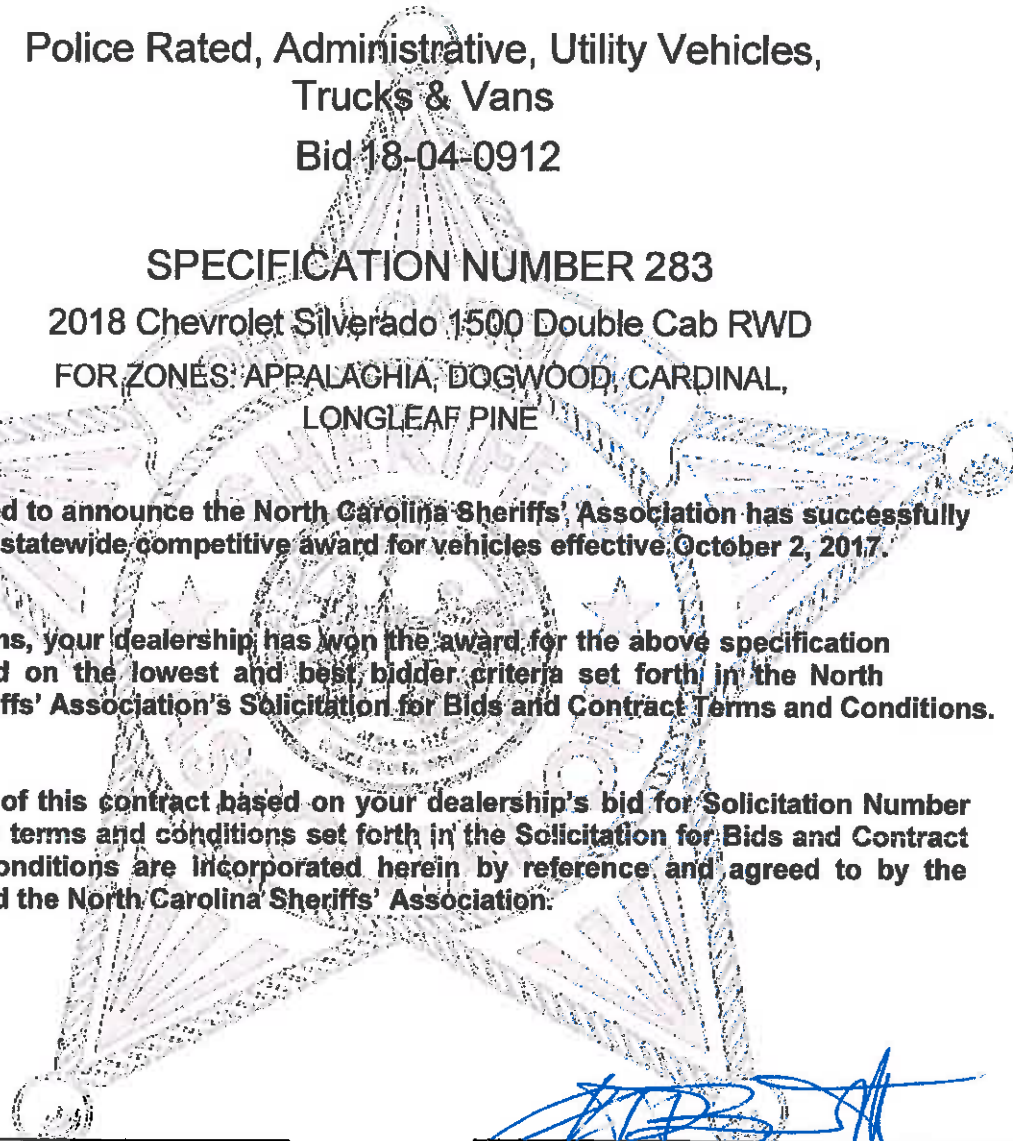 Police Rated, Administrative, Utility Vehicles,
Trucks & Vans
Bid 18-04-0912
SPECIFICATION NUMBER 283
2018 Chevrolet Silverado 1500 Double Cab RWD
FOR ZONES: APPALACHIA, DOGWOOD, CARDINAL,
LONGLEAF PINE
to announce the North Carolina Sheriffs' Association has successfully
statewide competitive award for vehicles effective October 2, 2017.
your dealership has won the award for the above specification
on the lowest and best bidder criteria set forth in the North
Association's Solicitation for Bids and Contract Terms and Conditions.
of this contract based on your dealership's bid for Solicitation Number
terms and conditions set forth in the Solicitation for Bids and Contract
onditions are incorporated herein by reference and agreed to by the
the North Carolina Sheriffs' Association.
NORTH CAROLINA
SHERIFFS'
ASSOCIATION